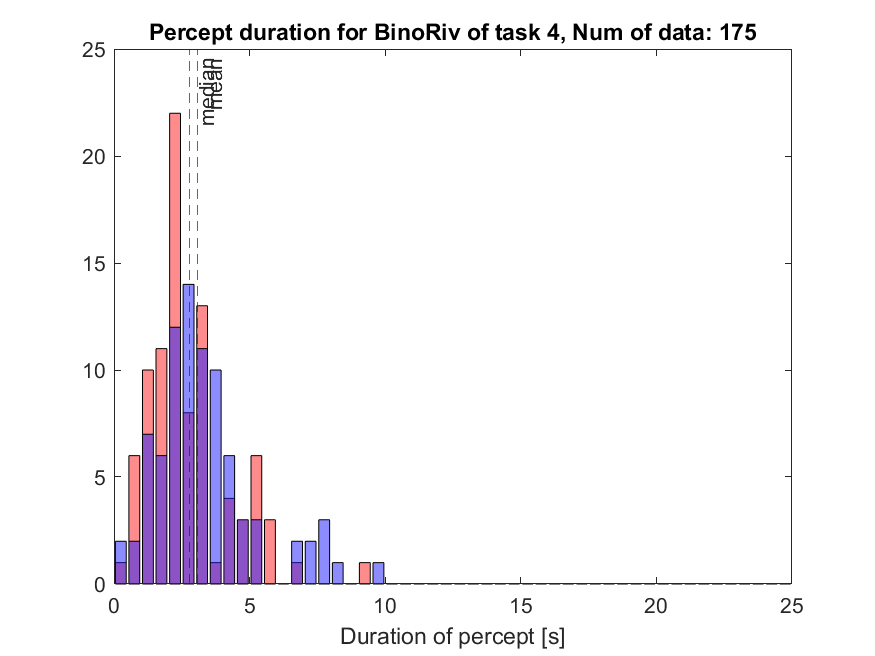 Percept duration for BinoRiv of task 4, Num of data: 175
25
20
15
10
5
0
median
mean
0 5 10 15 20 25
Duration of percept [s]